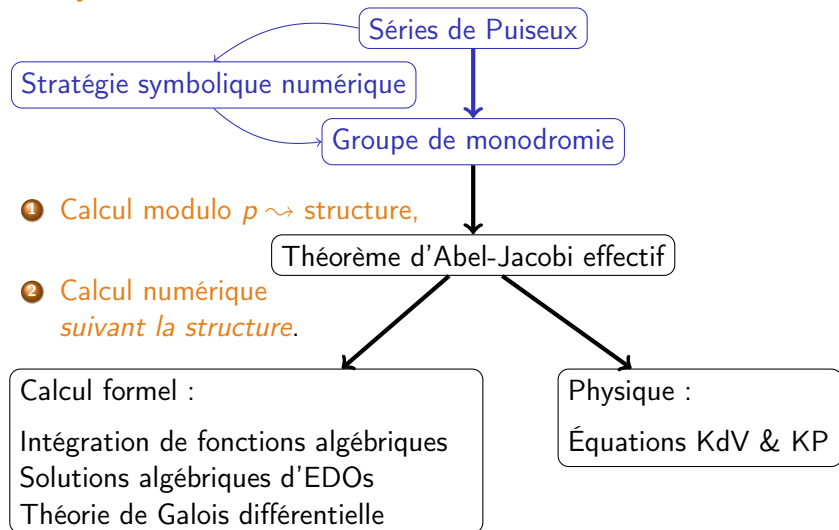 Séries de Puiseux
Stratégie symbolique numérique
Groupe de monodromie
1 Calcul modulo p ⇝ structure,
Théorème d'Abel-Jacobi effectif
2 Calcul numérique
suivant la structure.
Calcul formel :
Intégration de fonctions algébriques
Solutions algébriques d'EDOs
Théorie de Galois différentielle
Physique :
Équations KdV & KP